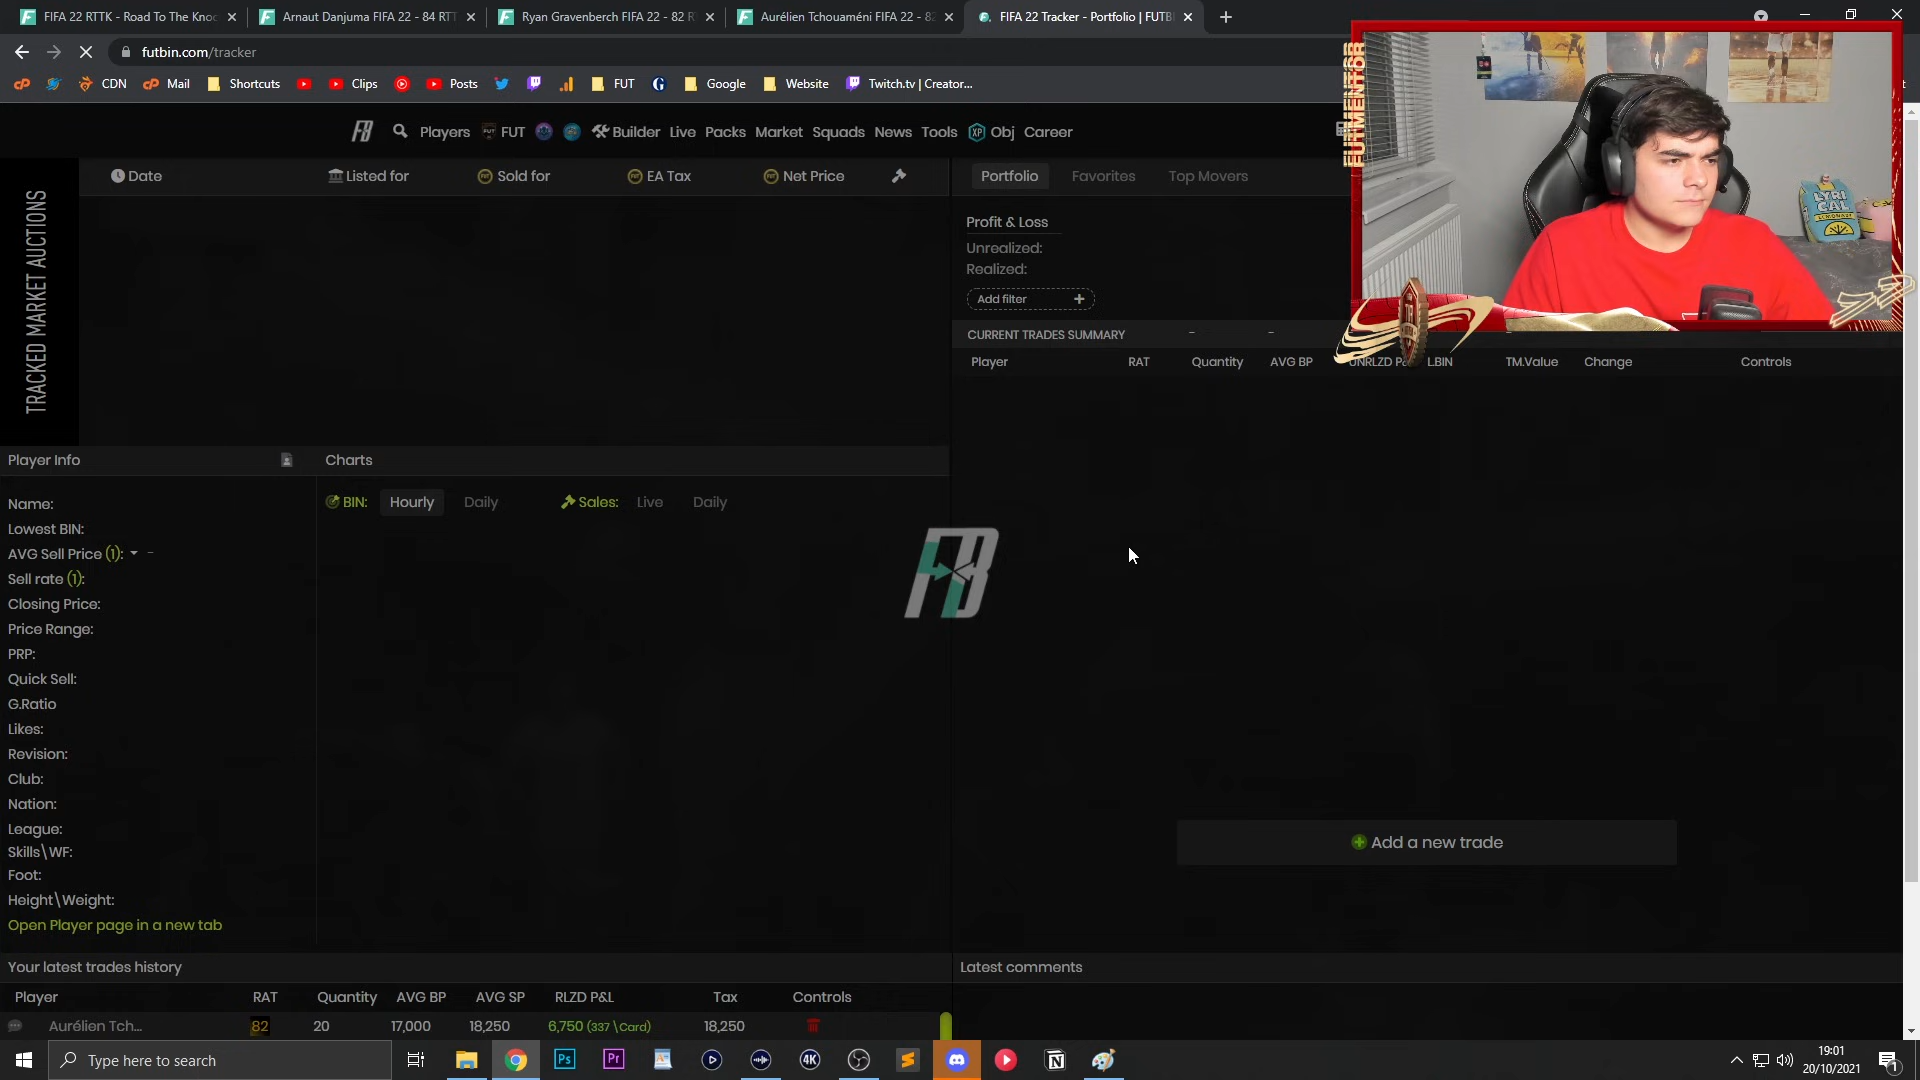 FIFA 22 RTTK - Road To The Knoc
Arnaut Danjuma FIFA 22 - 84 RTT
Ryan Gravenberch FIFA 22 - 82 R
Aurélien Tchouaméni FIFA 22 - 82
FIFA 22 Tracker - Portfolio | FUTB
futbin.com/tracker
CDN
Mail
Shortcuts
Clips
Posts
FUT
Google
Website
Twitch.tv | Creator...
Players
FUT
Builder
Live
Packs
Market
Squads
News
Tools
Obj
Career
FUTMENTOR
LYRICAL
LEMONADE
TRACKED MARKET AUCTIONS
Date
Listed for
Sold for
EA Tax
Net Price
Portfolio
Favorites
Top Movers
Profit & Loss
Unrealized:
Realized:
Add filter +
CURRENT TRADES SUMMARY - -
Player
RAT
Quantity
AVG BP
LBIN
TM.Value
Change
Controls
Player Info
Charts
Name:
BIN:
Hourly
Daily
Sales:
Live
Daily
Lowest BIN:
AVG Sell Price (1): -
Sell rate (1):
Closing Price:
Price Range:
PRP:
Quick Sell:
G.Ratio
Likes:
Revision:
Club:
Nation:
League:
Skills\WF:
Foot:
Height\Weight:
Open Player page in a new tab
Add a new trade
Your latest trades history
Latest comments
Player
RAT
Quantity
AVG BP
AVG SP
RLZD P&L
Tax
Controls
Aurélien Tch...
82
20
17,000
18,250
6,750 (337\Card)
18,250
Type here to search
Ps
Pr
4K
19:01
20/10/2021
1